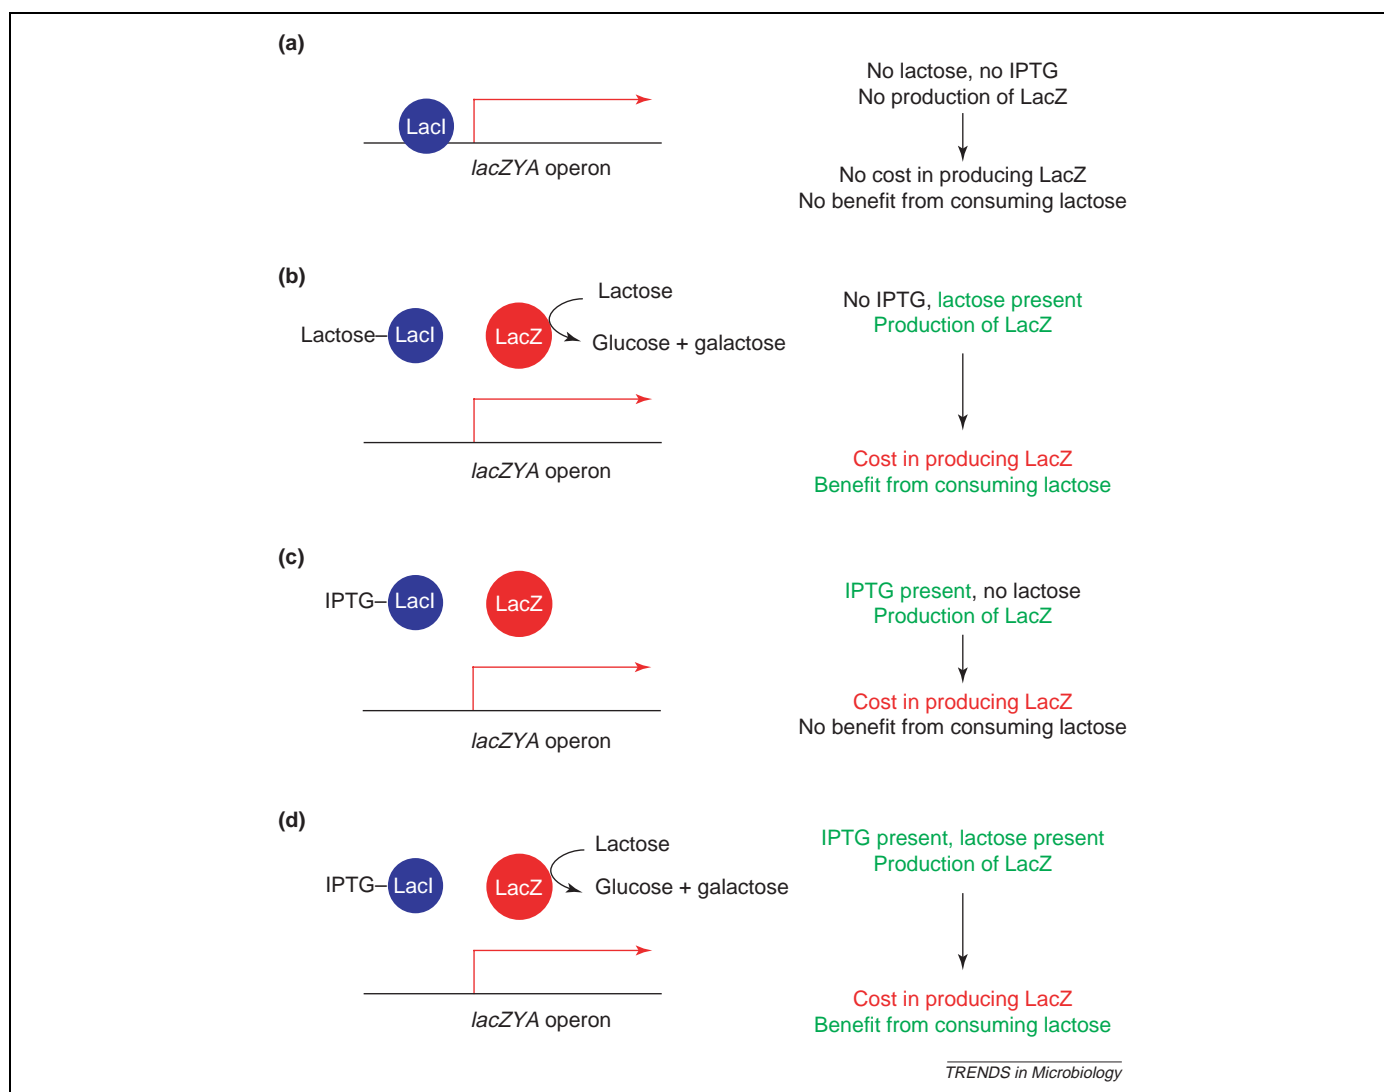 (a)
LacI
lacZYA operon
No lactose, no IPTG
No production of LacZ
No cost in producing LacZ
No benefit from consuming lactose
(b)
Lactose
Lactose–LacI
LacZ
Glucose + galactose
lacZYA operon
No IPTG, lactose present
Production of LacZ
Cost in producing LacZ
Benefit from consuming lactose
(c)
IPTG–LacI
LacZ
lacZYA operon
IPTG present, no lactose
Production of LacZ
Cost in producing LacZ
No benefit from consuming lactose
(d)
Lactose
IPTG–LacI
LacZ
Glucose + galactose
lacZYA operon
IPTG present, lactose present
Production of LacZ
Cost in producing LacZ
Benefit from consuming lactose
TRENDS in Microbiology